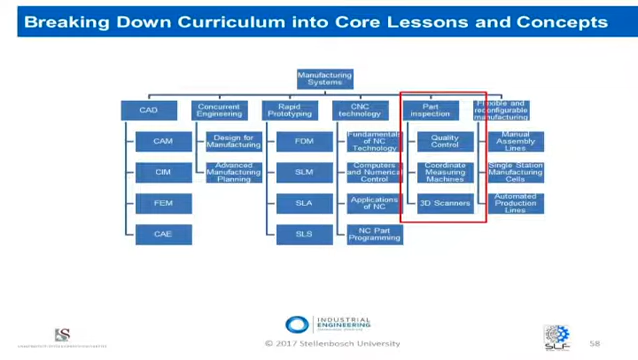 Breaking Down Curriculum into Core Lessons and Concepts
Manufacturing
Systems
CAD
CAM
CIM
FEM
CAE
Concurrent
Engineering
Design for
Manufacturing
Advanced
Manufacturing
Planning
Rapid
Prototyping
FDM
SLM
SLA
SLS
CNC
technology
Fundamentals
of NC
Technology
Computers
and Numerical
Control
Applications
of NC
NC Part
Programming
Part
inspection
Quality
Control
Coordinate
Measuring
Machines
3D Scanners
Flexible and
reconfigurable
manufacturing
Manual
Assembly
Lines
Single Station
Manufacturing
Cells
Automated
Production
Lines
INDUSTRIAL
ENGINEERING
© 2017 Stellenbosch University
SLF
58